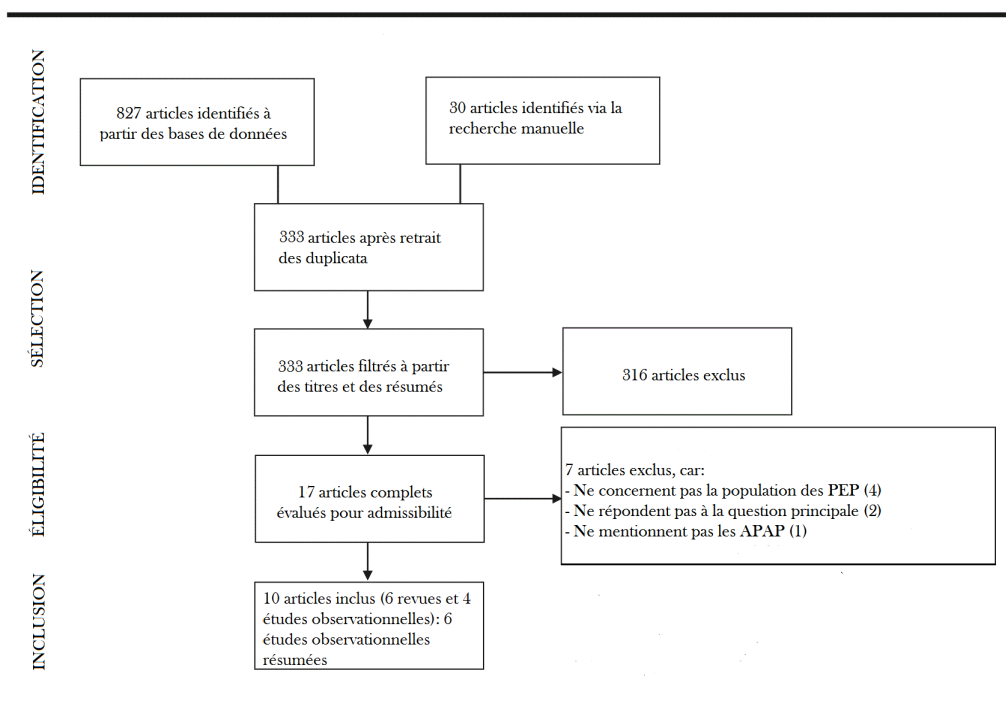 IDENTIFICATION
827 articles identifiés à
partir des bases de données
30 articles identifiés via la
recherche manuelle
333 articles après retrait
des duplicata
SÉLECTION
333 articles filtrés à partir
des titres et des résumés
316 articles exclus
ÉLIGIBILITÉ
17 articles complets
évalués pour admissibilité
7 articles exclus, car:
- Ne concernent pas la population des PEP (4)
- Ne répondent pas à la question principale (2)
- Ne mentionnent pas les APAP (1)
INCLUSION
10 articles inclus (6 revues et 4
études observationnelles): 6
études observationnelles
résumées